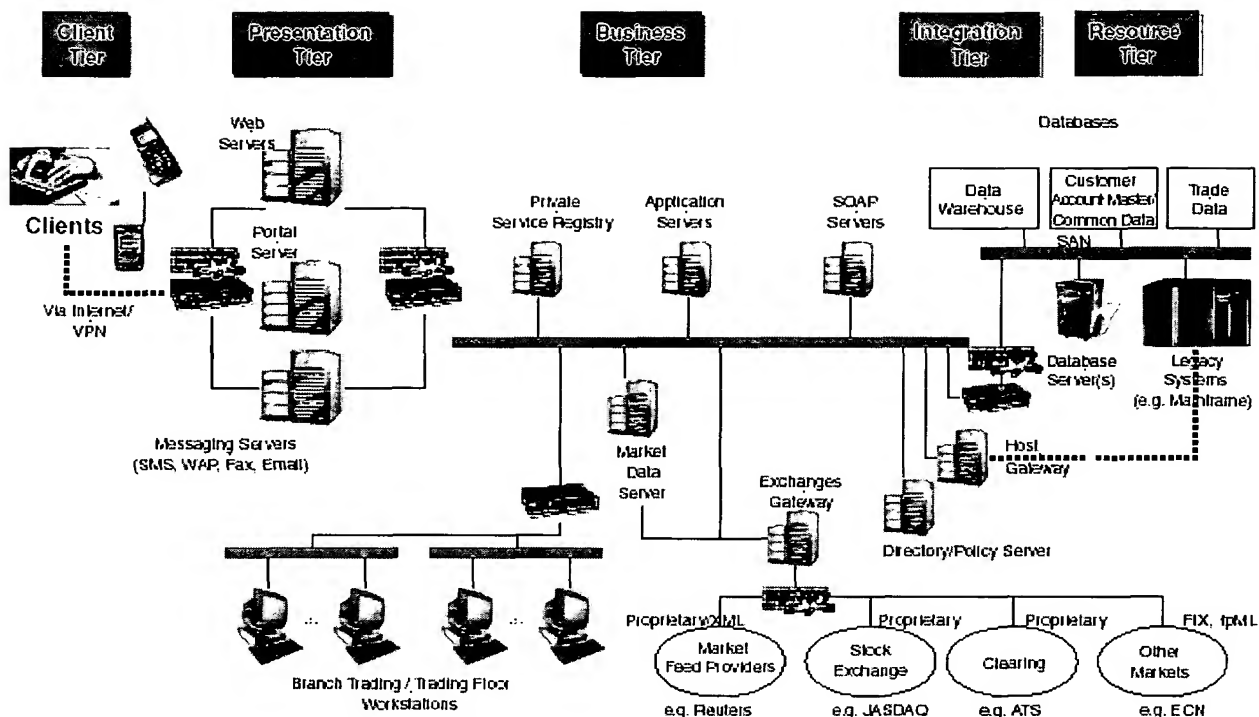 Client
Tier
Presentation
Tier
Business
Tier
Integration
Tier
Resource
Tier
Web
Servers
Databases
Data
Warehouse
Customer
Account Master/
Common Data
Trade
Data
Private
Service Registry
Application
Servers
SOAP
Servers
SAN
Clients
Portal
Server
Via Internet/
VPN
Database
Server(s)
Legacy
Systems
(e.g. Mainframe)
Messaging Servers
(SMS, WAP, Fax, Email)
Market
Data
Server
Host
Gateway
Exchanges
Gateway
Directory/Policy Server
...
...
Proprietary/XML
Proprietary
Proprietary
FIX, fpML
Market
Feed Providers
Stock
Exchange
Clearing
Other
Markets
Branch Trading / Trading Floor
Workstations
e.g. Reuters
e.g. JASDAQ
e.g. ATS
e.g. ECN